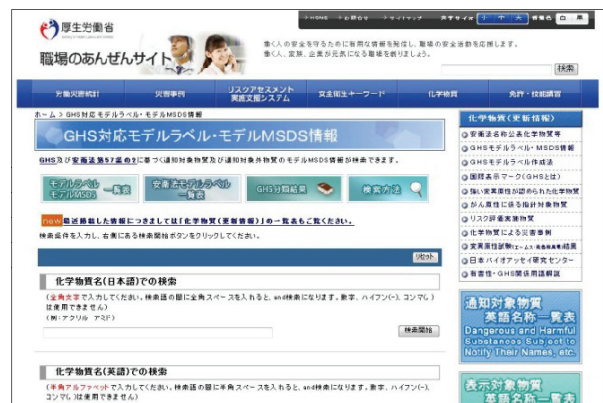 HOME お問合せ サイトマップ 文字サイズ 小 中 大 背景色 白 黒
厚生労働省
職場のあんぜんサイト
働く人の安全を守るために有用な情報を発信し、職場の安全活動を応援します。
働く人、家族、企業が元気になる職場を創りましょう。
検索
労働災害統計 災害事例 リスクアセスメント実施支援システム 安全衛生キーワード 化学物質 免許・技能講習
ホーム > GHS対応モデルラベル・モデルMSDS情報
GHS対応モデルラベル・モデルMSDS情報
GHS及び安衛法第57条の2に基づく通知対象物質及び通知対象外物質のモデルMSDS情報が検索できます。
モデルラベル モデルMSDS 一覧表
安衛法モデルラベル 一覧表
GHS分類結果
検索方法
new 最近掲載した情報につきましては「化学物質(更新情報)」の一覧表もご覧ください。
検索条件を入力し、右側にある検索開始ボタンをクリックしてください。
リセット
化学物質名(日本語)での検索
(全角文字で入力してください。検索語の間に全角スペースを入れると、and検索になります。数字、ハイフン(-)、コンマ(,)
は使用できません)
(例:アクリル アミド)
検索開始
化学物質名(英語)での検索
(半角アルファベットで入力してください。検索語の間に半角スペースを入れると、and検索になります。数字、ハイフン(-)、
コンマ(,)は使用できません)
化学物質(更新情報)
安衛法名称公表化学物質等
GHSモデルラベル・MSDS情報
GHSモデルラベル作成法
国際表示マーク(GHSとは)
強い変異原性が認められた化学物質
がん原性に係る指針対象物質
リスク評価実施物質
化学物質による災害事例
日本バイオアッセイ研究センター
有害性・GHS関係用語解説
通知対象物質
英語名称一覧表
Dangerous and Harmful
Substances Subject to
Notify Their Names, etc.
表示対象物質
英語名称一覧表